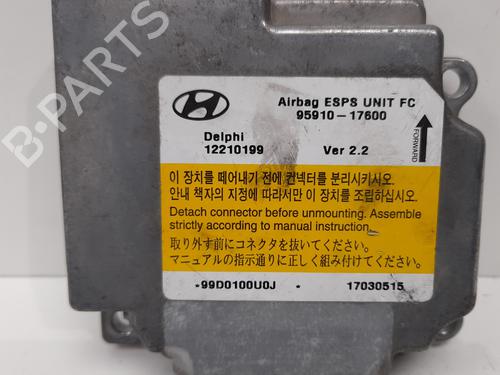 B-PARTS
Airbag ESPS UNIT FC
95910-17600
Delphi
12210199
Ver 2.2
FORWARD
이 장치를 떼어내기 전에 컨넥터를 분리시키시오.
안내 책자의 지정에 따라서만 이 장치를 조립하십시오.
Detach connector before unmounting. Assemble
strictly according to manual instruction.
取り外す前にコネクタを抜いてください。
マニュアルの指示通りに正しく組み付けてください。
-99D0100U0J
17030515